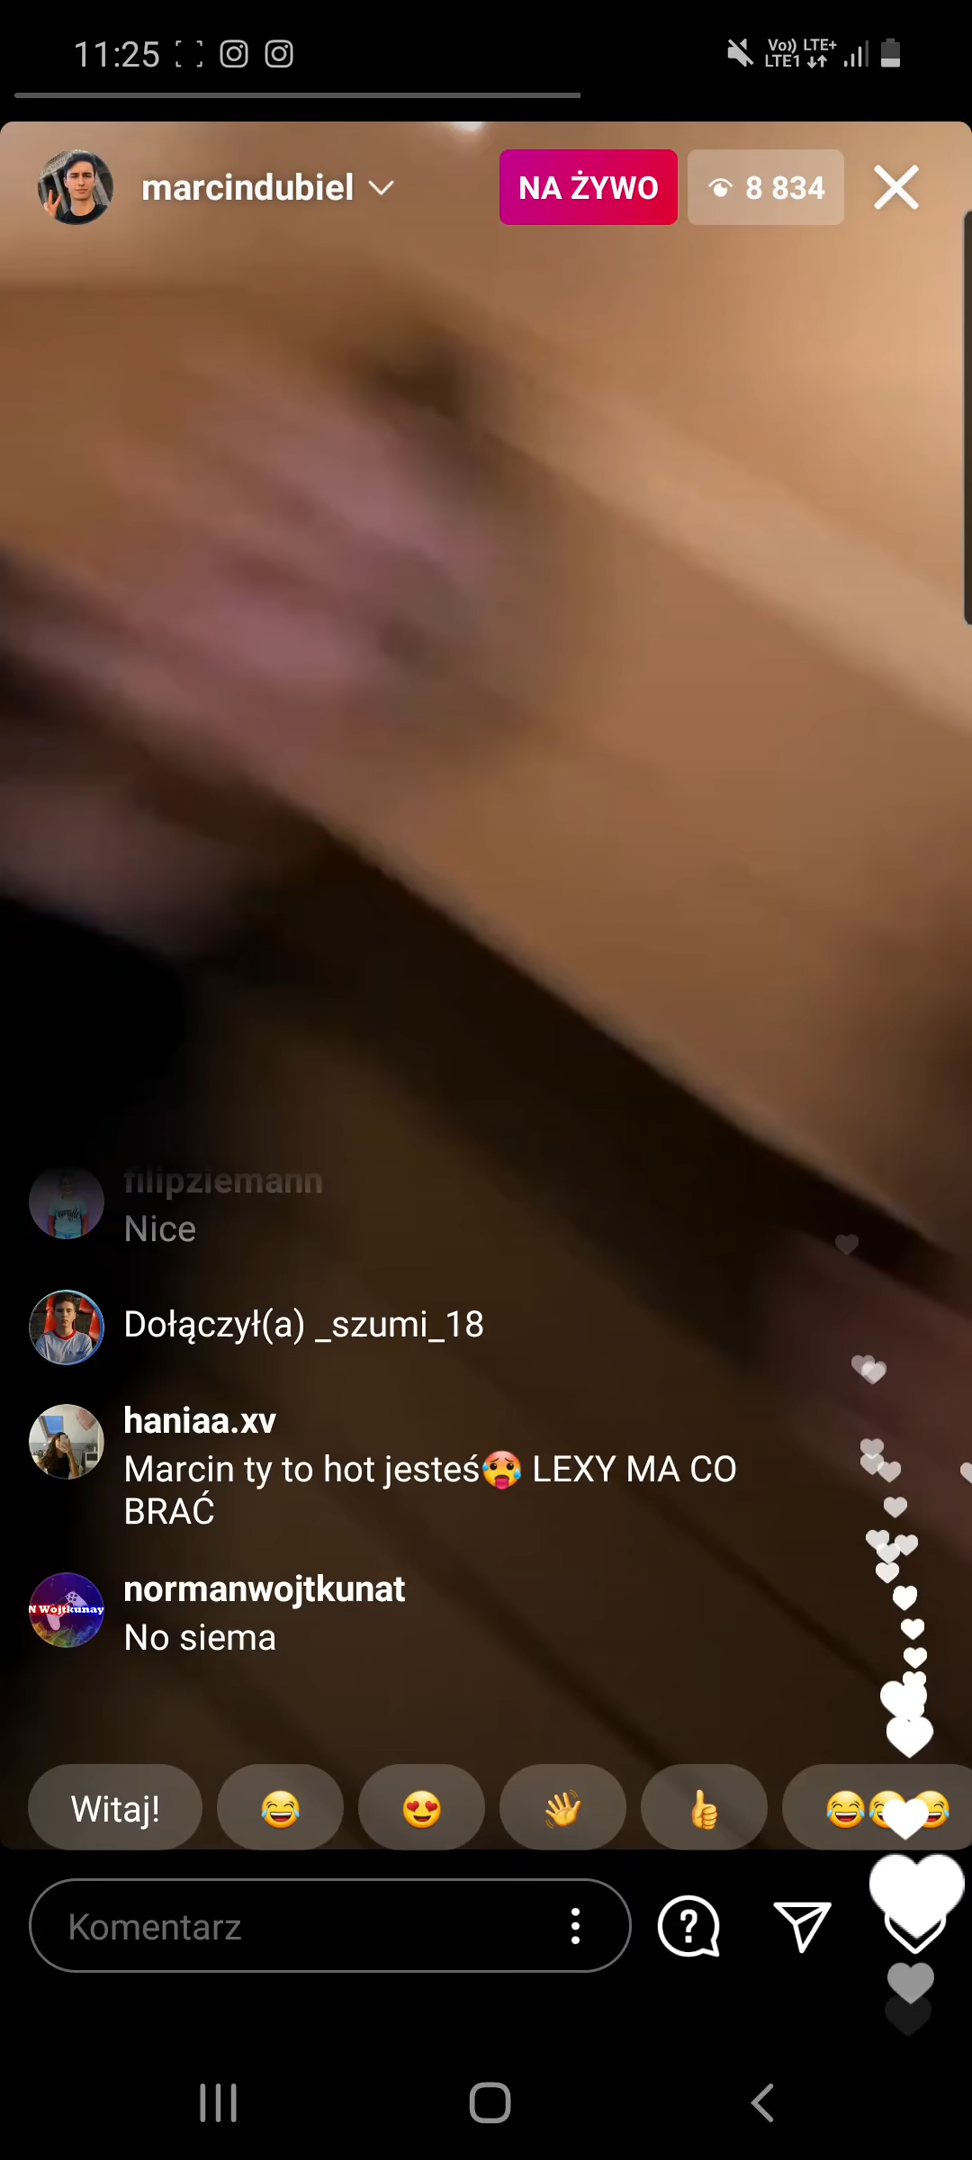 11:25
Vo)) LTE+
LTE1
marcindubiel
NA ŻYWO
8 834
filipziemann
Nice
Dołączył(a) _szumi_18
haniaa.xv
Marcin ty to hot jesteś🥵 LEXY MA CO
BRAĆ
N Wojtkunay
normanwojtkunat
No siema
Witaj!
Komentarz